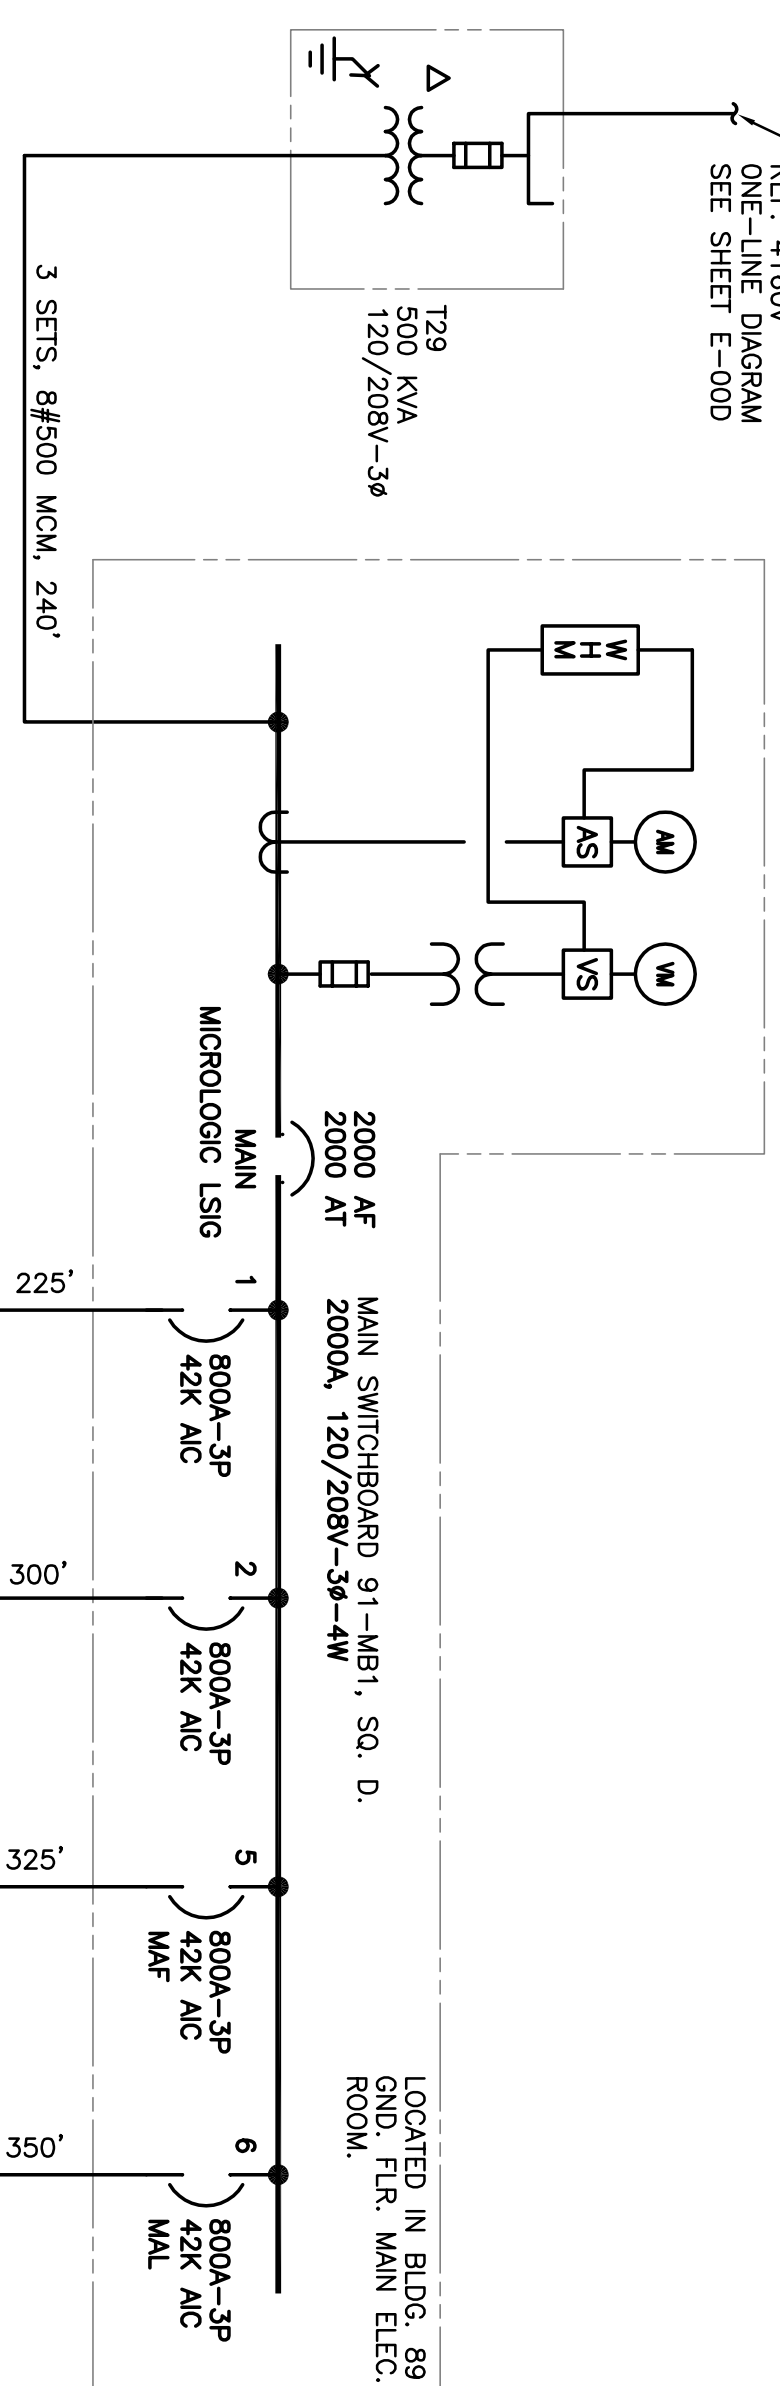 REF. 4160V
ONE-LINE DIAGRAM
SEE SHEET E-00D
T29
500 KVA
120/208V-3ø
3 SETS, 8#500 MCM, 240'
WHM
AS
AM
VS
VM
2000 AF
2000 AT
MAIN
MICROLOGIC LSIG
MAIN SWITCHBOARD 91-MB1, SQ. D.
2000A, 120/208V-3ø-4W
LOCATED IN BLDG. 89
GND. FLR. MAIN ELEC.
ROOM.
1
800A-3P
42K AIC
225'
2
800A-3P
42K AIC
300'
5
800A-3P
42K AIC
MAF
325'
6
800A-3P
42K AIC
MAL
350'